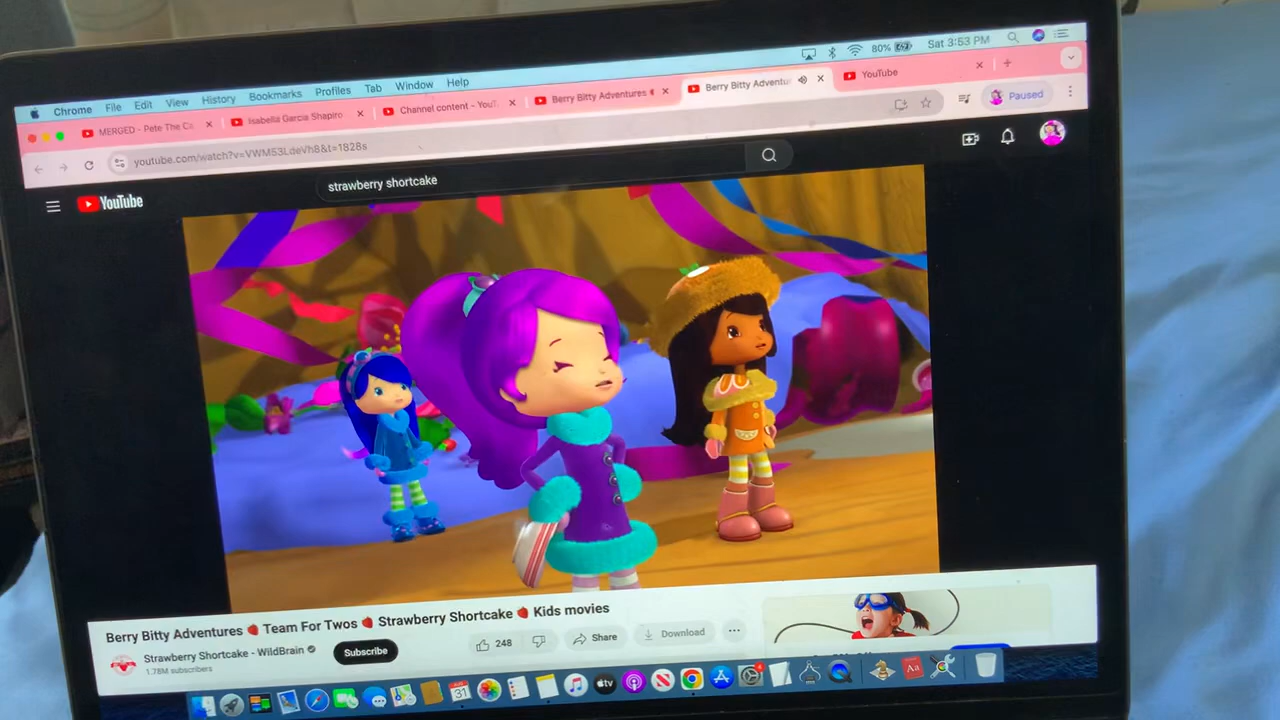 Chrome File Edit View History Bookmarks Profiles Tab Window Help 80% Sat 3:53 PM
MERGED - Pete The Ca Isabella Garcia Shapiro Channel content - YouT Berry Bitty Adventures Berry Bitty Adventu YouTube
youtube.com/watch?v=VWM53LdeVh8&t=1828s Paused
YouTube strawberry shortcake
Berry Bitty Adventures 🍓 Team For Twos 🍓 Strawberry Shortcake 🍓 Kids movies
Strawberry Shortcake - WildBrain
1.78M subscribers
Subscribe 248 Share Download ...
31
tv
Aa
4